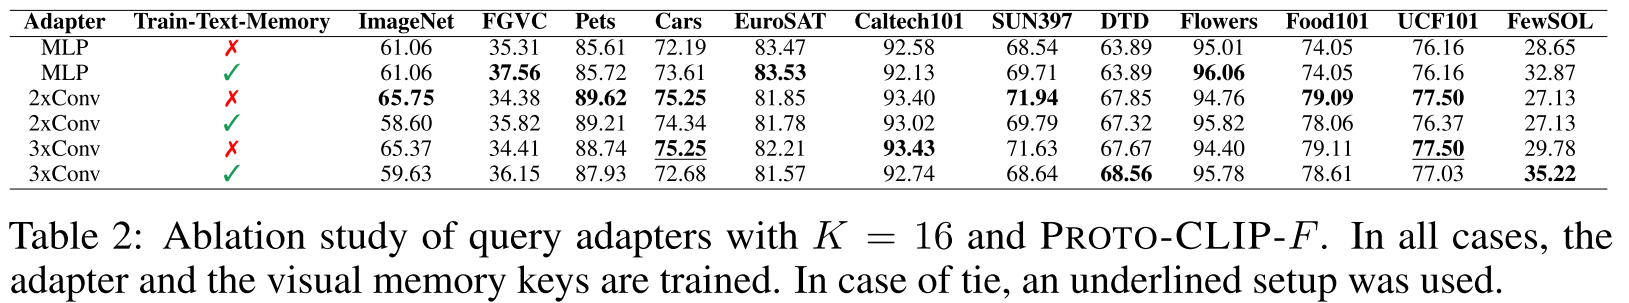 Adapter Train-Text-Memory ImageNet FGVC Pets Cars EuroSAT Caltech101 SUN397 DTD Flowers Food101 UCF101 FewSOL
MLP ✗ 61.06 35.31 85.61 72.19 83.47 92.58 68.54 63.89 95.01 74.05 76.16 28.65
MLP ✓ 61.06 37.56 85.72 73.61 83.53 92.13 69.71 63.89 96.06 74.05 76.16 32.87
2xConv ✗ 65.75 34.38 89.62 75.25 81.85 93.40 71.94 67.85 94.76 79.09 77.50 27.13
2xConv ✓ 58.60 35.82 89.21 74.34 81.78 93.02 69.79 67.32 95.82 78.06 76.37 27.13
3xConv ✗ 65.37 34.41 88.74 75.25 82.21 93.43 71.63 67.67 94.40 79.11 77.50 29.78
3xConv ✓ 59.63 36.15 87.93 72.68 81.57 92.74 68.64 68.56 95.78 78.61 77.03 35.22
Table 2: Ablation study of query adapters with K = 16 and PROTO-CLIP-F. In all cases, the
adapter and the visual memory keys are trained. In case of tie, an underlined setup was used.